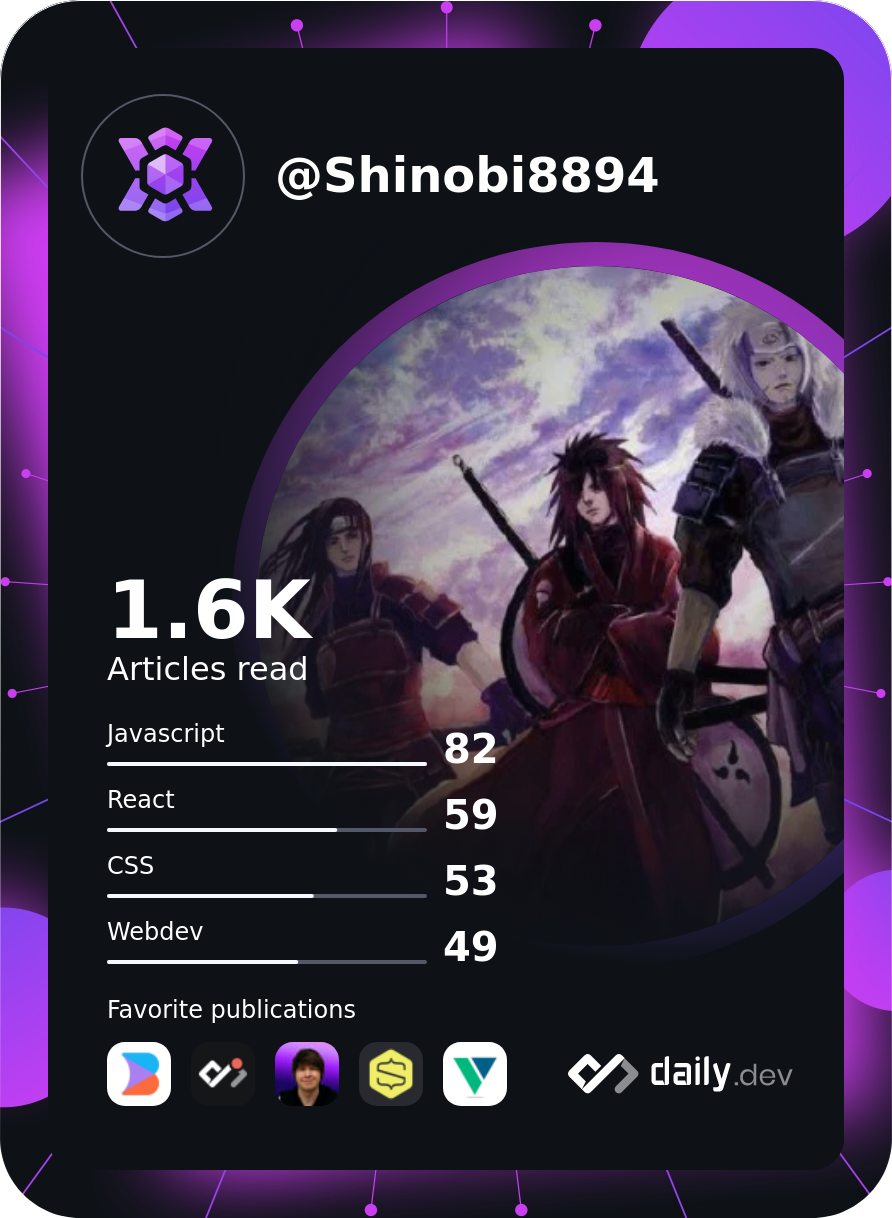 @Shinobi8894
1.6K
Articles read
Javascript
82
React
59
CSS
53
Webdev
49
Favorite publications
daily.dev